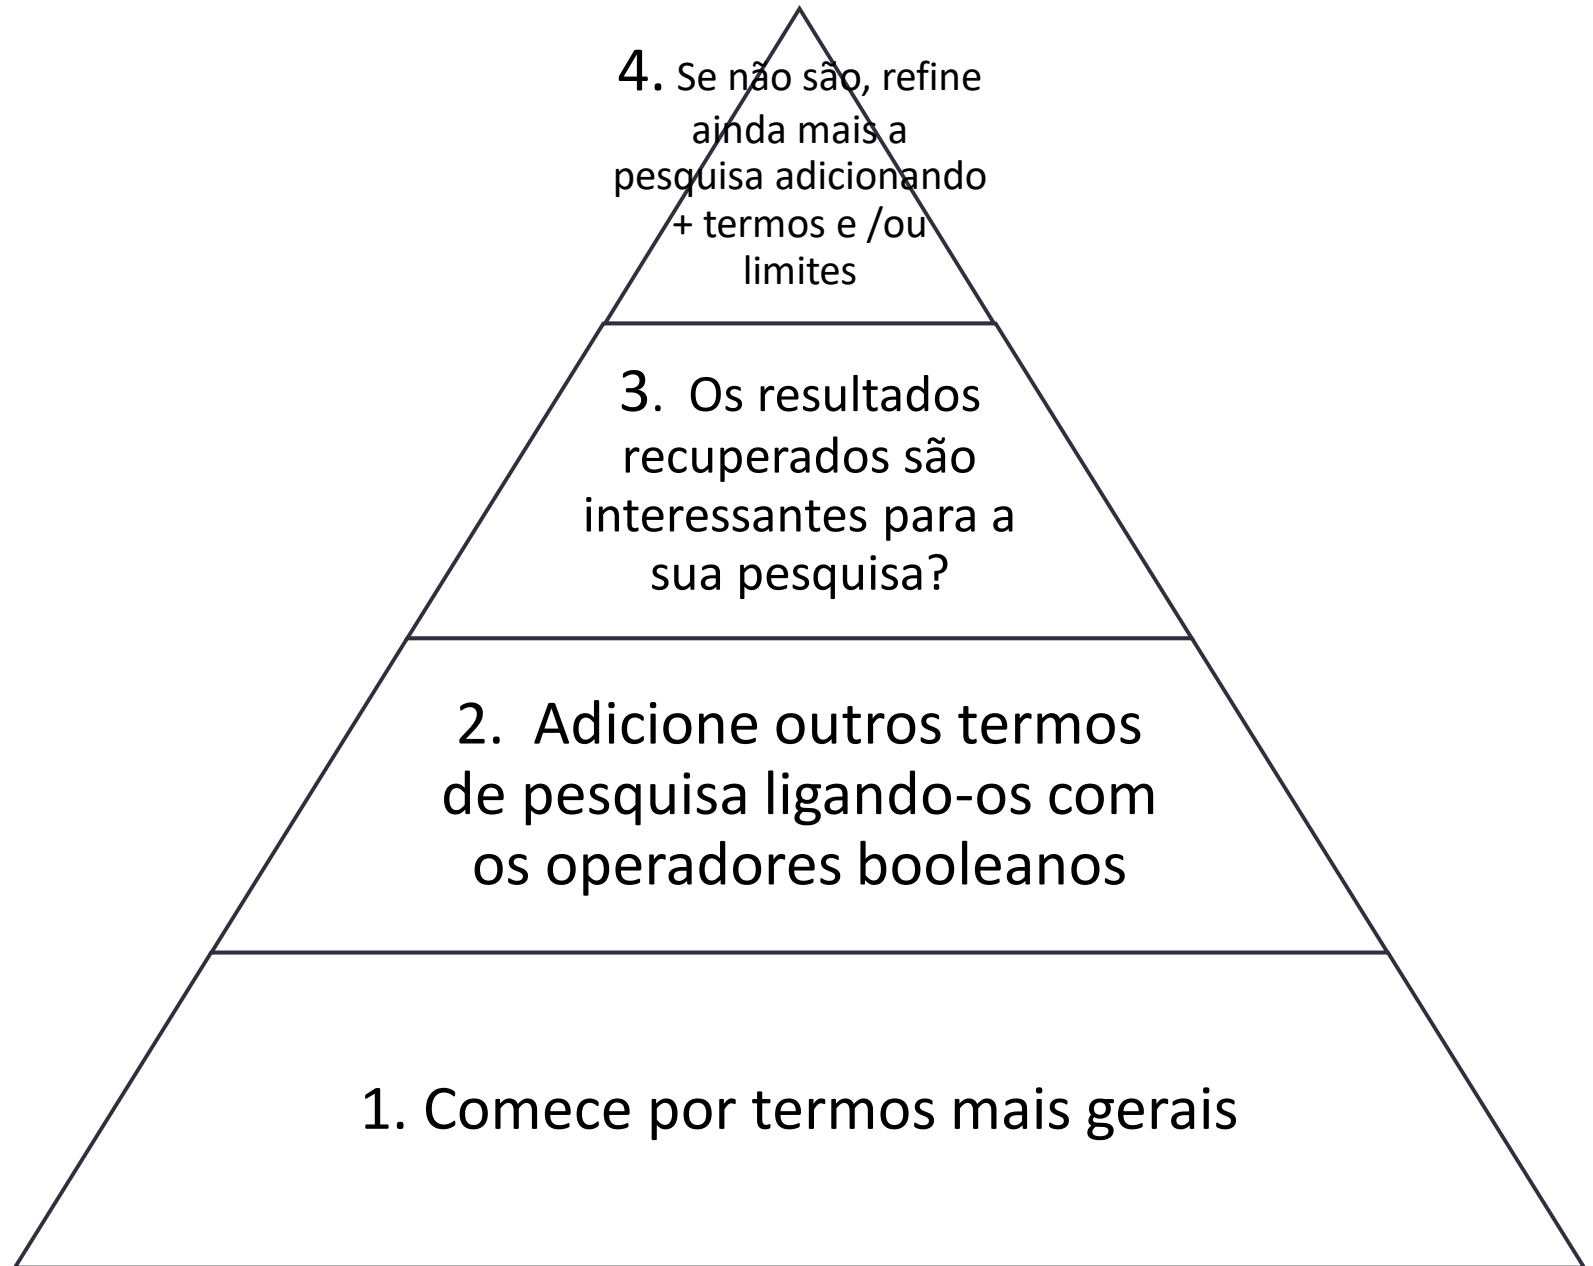 4. Se não são, refine
ainda mais a
pesquisa adicionando
+ termos e /ou
limites
3. Os resultados
recuperados são
interessantes para a
sua pesquisa?
2. Adicione outros termos
de pesquisa ligando-os com
os operadores booleanos
1. Comece por termos mais gerais